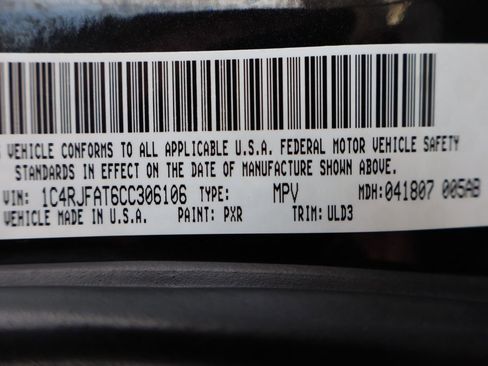 VEHICLE CONFORMS TO ALL APPLICABLE U.S.A. FEDERAL MOTOR VEHICLE SAFETY
STANDARDS IN EFFECT ON THE DATE OF MANUFACTURE SHOWN ABOVE.
VIN: 1C4RJFAT6CC306106 TYPE: MPV MDH: 041807 005AB
VEHICLE MADE IN U.S.A. PAINT: PXR TRIM: ULD3